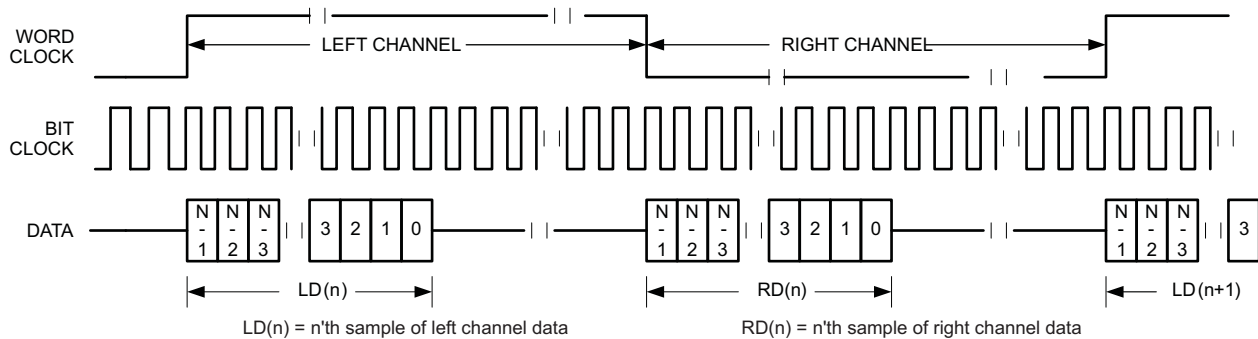 WORD
CLOCK
LEFT CHANNEL
RIGHT CHANNEL
BIT
CLOCK
DATA
N-1 N-2 N-3 3 2 1 0
N-1 N-2 N-3 3 2 1 0
N-1 N-2 N-3 3
LD(n)
RD(n)
LD(n+1)
LD(n) = n'th sample of left channel data
RD(n) = n'th sample of right channel data